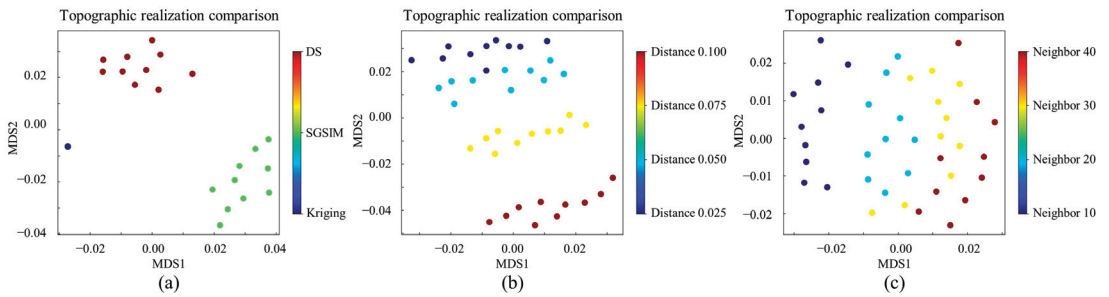 Topographic realization comparison
MDS2
0.02
0.00
−0.02
−0.04
−0.02
0.00
0.02
0.04
MDS1
DS
SGSIM
Kriging
(a)
Topographic realization comparison
MDS2
0.02
0.00
−0.02
−0.04
−0.02
0.00
0.02
MDS1
Distance 0.100
Distance 0.075
Distance 0.050
Distance 0.025
(b)
Topographic realization comparison
MDS2
0.02
0.01
0.00
−0.01
−0.02
−0.02
0.00
0.02
MDS1
Neighbor 40
Neighbor 30
Neighbor 20
Neighbor 10
(c)